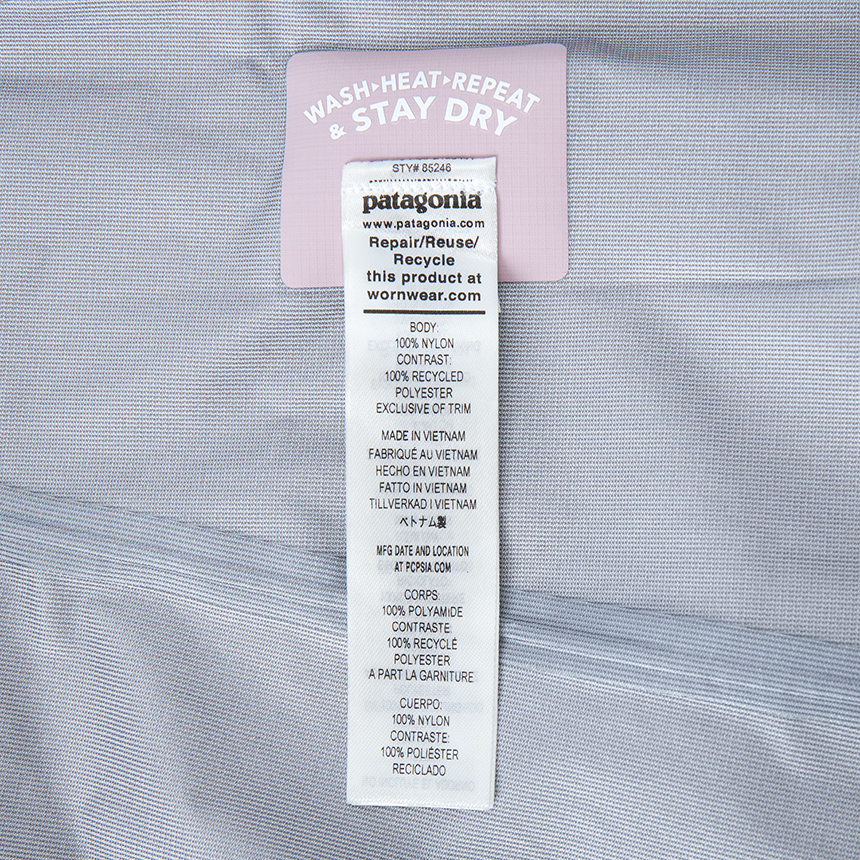 WASH▸HEAT▸REPEAT
& STAY DRY
STY# 85246
patagonia
www.patagonia.com
Repair/Reuse/
Recycle
this product at
wornwear.com
BODY:
100% NYLON
CONTRAST:
100% RECYCLED
POLYESTER
EXCLUSIVE OF TRIM
MADE IN VIETNAM
FABRIQUÉ AU VIETNAM
HECHO EN VIETNAM
FATTO IN VIETNAM
TILLVERKAD I VIETNAM
ベトナム製
MFG DATE AND LOCATION
AT PCPSIA.COM
CORPS:
100% POLYAMIDE
CONTRASTE:
100% RECYCLÉ
POLYESTER
A PART LA GARNITURE
CUERPO:
100% NYLON
CONTRASTE:
100% POLIÉSTER
RECICLADO